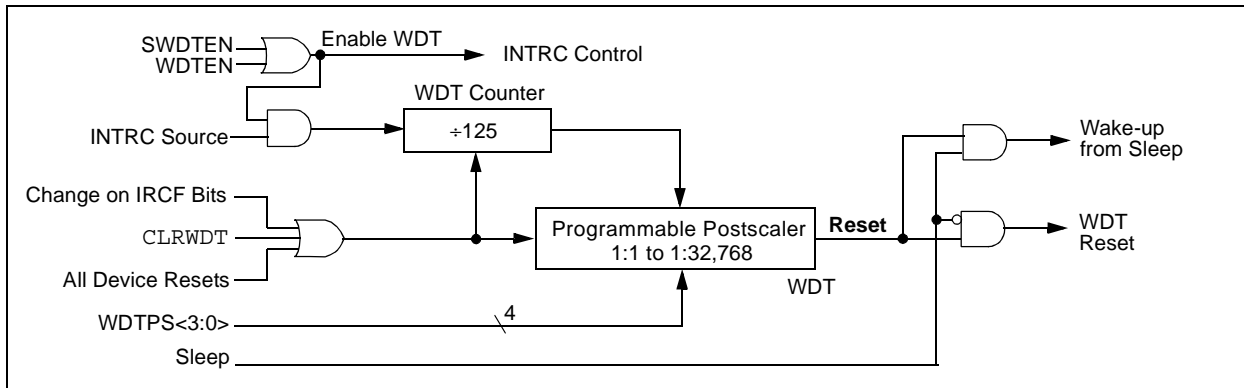 SWDTEN
WDTEN
Enable WDT
INTRC Control
WDT Counter
÷125
INTRC Source
Wake-up
from Sleep
Change on IRCF Bits
CLRWDT
All Device Resets
Programmable Postscaler
1:1 to 1:32,768
Reset
WDT
Reset
WDT
WDTPS<3:0>
4
Sleep